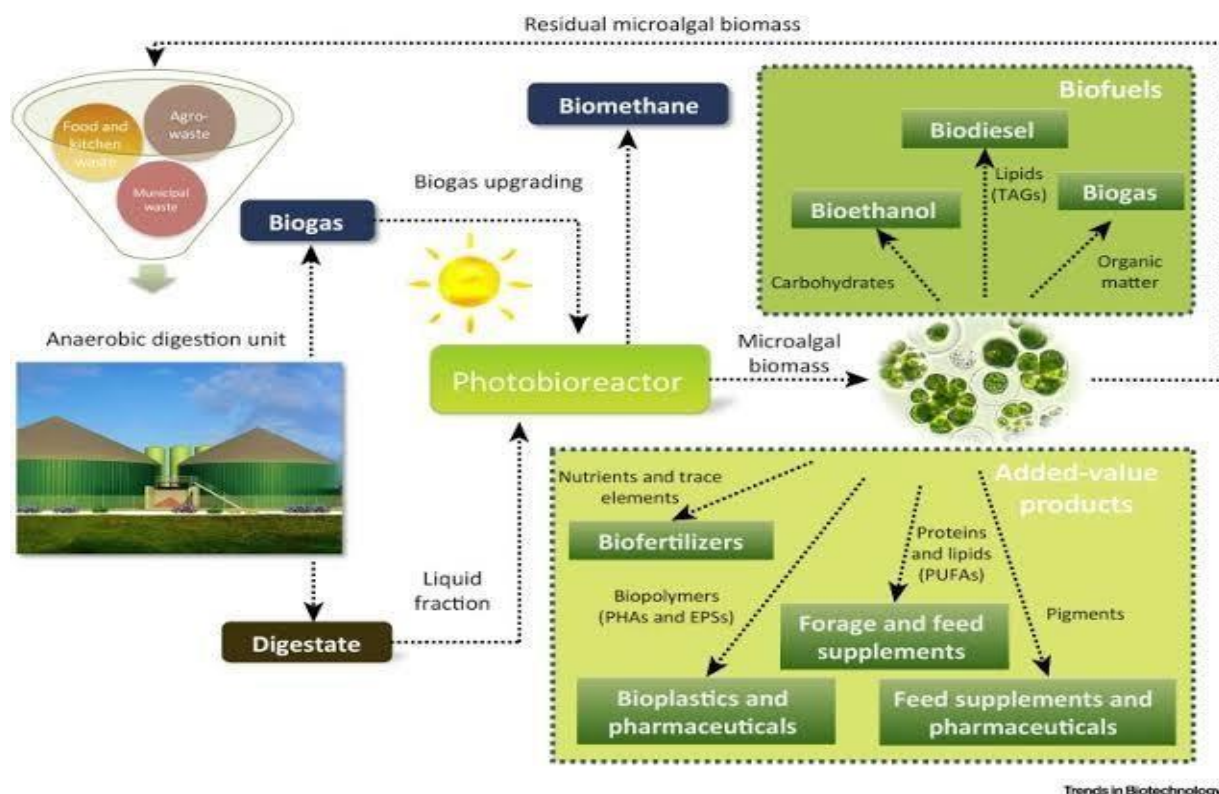 Residual microalgal biomass
Food and
kitchen
waste
Agro-
waste
Municipal
waste
Biomethane
Biogas upgrading
Biogas
Anaerobic digestion unit
Photobioreactor
Microalgal
biomass
Biofuels
Biodiesel
Lipids
(TAGs)
Bioethanol
Biogas
Carbohydrates
Organic
matter
Liquid
fraction
Digestate
Added-value
products
Nutrients and trace
elements
Biofertilizers
Proteins
and lipids
(PUFAs)
Biopolymers
(PHAs and EPSs)
Pigments
Forage and feed
supplements
Bioplastics and
pharmaceuticals
Feed supplements and
pharmaceuticals
Trends in Biotechnology